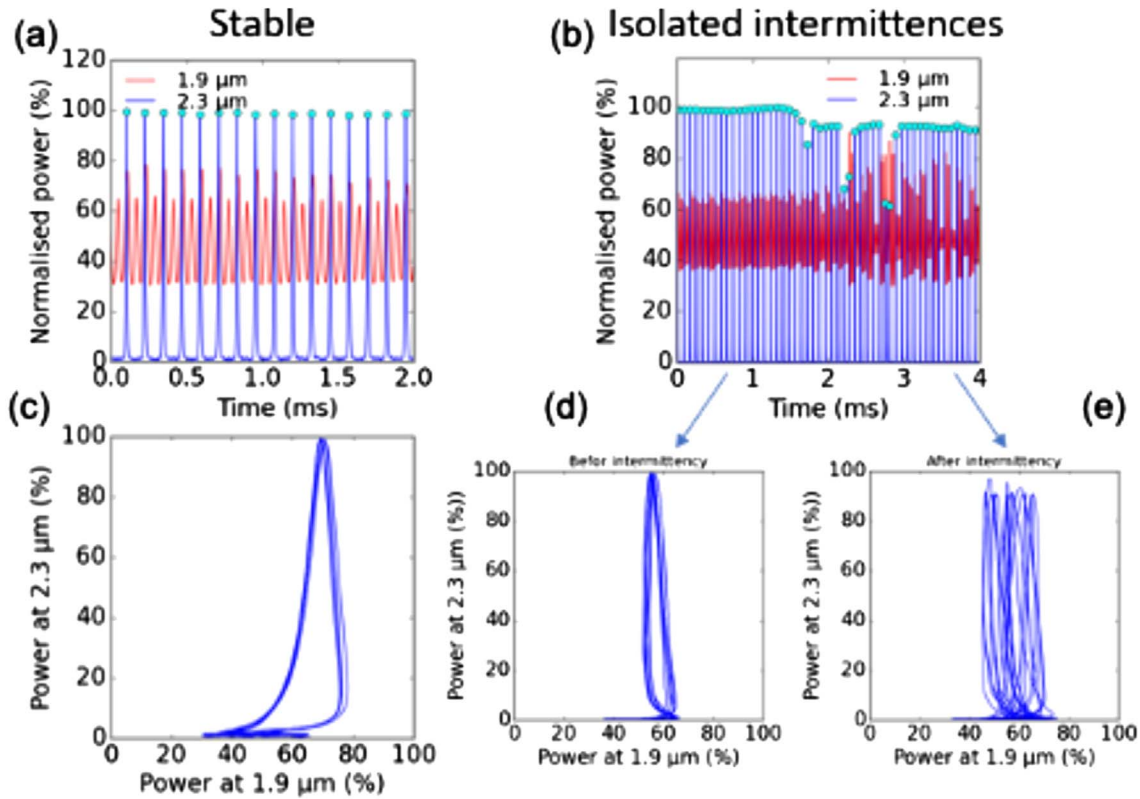 (a) Stable
(b) Isolated intermittences
Normalised power (%)
120
100
80
60
40
20
0
1.9 µm
2.3 µm
0.0 0.5 1.0 1.5 2.0
Time (ms)
Normalised power (%)
100
80
60
40
20
0
1.9 µm
2.3 µm
0 1 2 3 4
Time (ms)
(c)
Power at 2.3 µm (%)
100
80
60
40
20
0
0 20 40 60 80 100
Power at 1.9 µm (%)
(d)
Befor intermittency
Power at 2.3 µm (%))
100
80
60
40
20
0
0 20 40 60 80 100
Power at 1.9 µm (%)
(e)
After intermittency
Power at 2.3 µm (%))
100
80
60
40
20
0
0 20 40 60 80 100
Power at 1.9 µm (%)